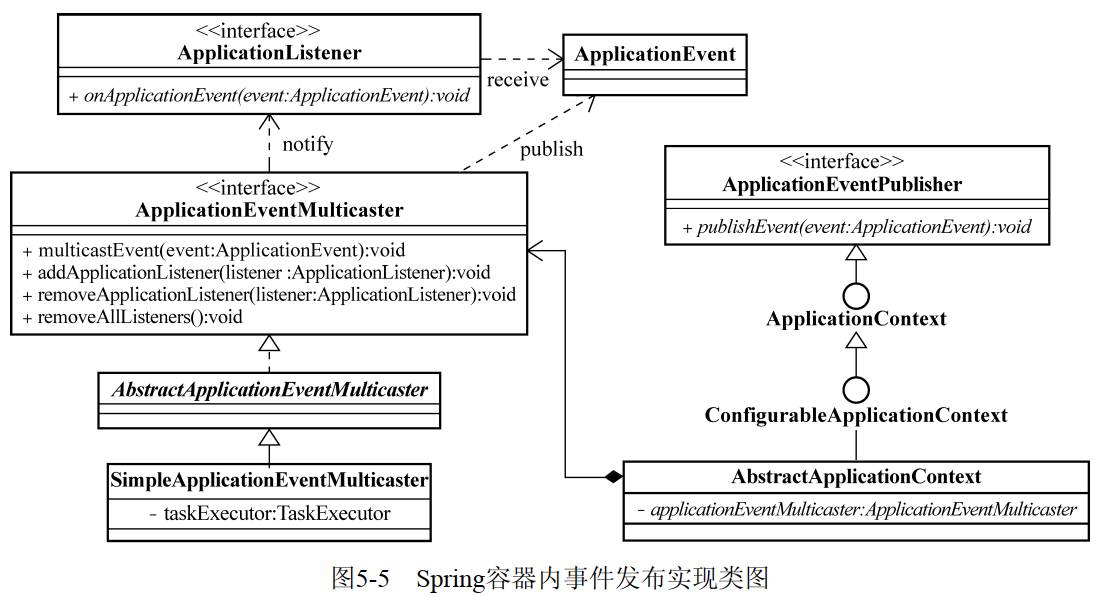 <<interface>>
ApplicationListener
+ onApplicationEvent(event:ApplicationEvent):void
receive
ApplicationEvent
notify
publish
<<interface>>
ApplicationEventMulticaster
+ multicastEvent(event:ApplicationEvent):void
+ addApplicationListener(listener :ApplicationListener):void
+ removeApplicationListener(listener:ApplicationListener):void
+ removeAllListeners():void
<<interface>>
ApplicationEventPublisher
+ publishEvent(event:ApplicationEvent):void
ApplicationContext
ConfigurableApplicationContext
AbstractApplicationEventMulticaster
SimpleApplicationEventMulticaster
- taskExecutor:TaskExecutor
AbstractApplicationContext
- applicationEventMulticaster:ApplicationEventMulticaster
图5-5 Spring容器内事件发布实现类图